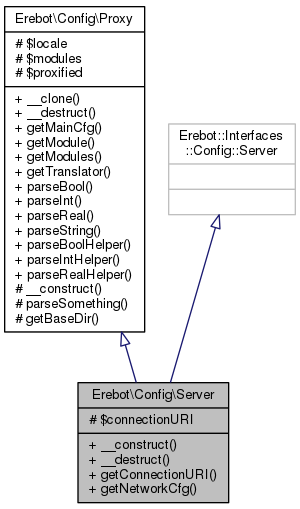 Erebot\Config\Proxy
# $locale
# $modules
# $proxified
+ __clone()
+ __destruct()
+ getMainCfg()
+ getModule()
+ getModules()
+ getTranslator()
+ parseBool()
+ parseInt()
+ parseReal()
+ parseString()
+ parseBoolHelper()
+ parseIntHelper()
+ parseRealHelper()
# __construct()
# parseSomething()
# getBaseDir()
Erebot::Interfaces
::Config::Server
Erebot\Config\Server
# $connectionURI
+ __construct()
+ __destruct()
+ getConnectionURI()
+ getNetworkCfg()